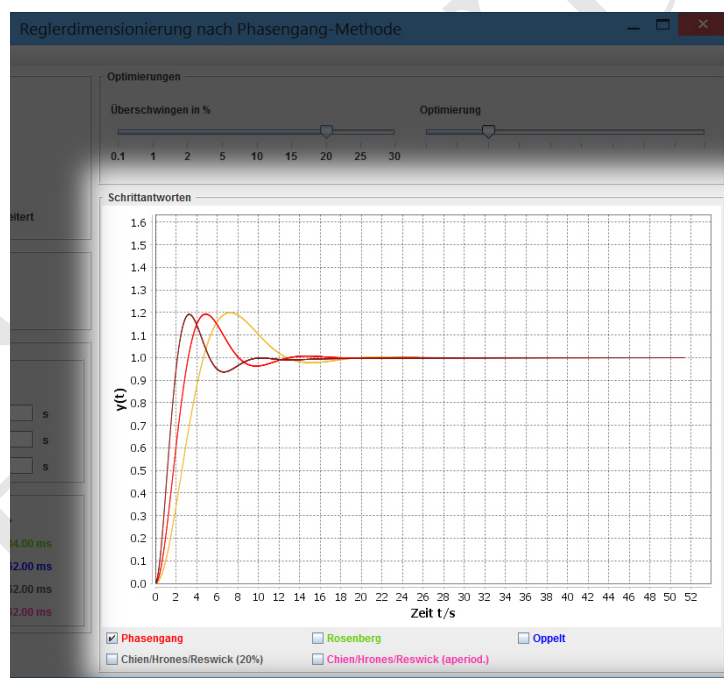 Reglerdimensionierung nach Phasengang-Methode
Optimierungen
Überschwingen in %
Optimierung
0.1 1 2 5 10 15 20 25 30
Schrittantworten
eitert
s
s
s
4.00 ms
62.00 ms
62.00 ms
62.00 ms
1.6
1.5
1.4
1.3
1.2
1.1
1.0
0.9
0.8
0.7
0.6
0.5
0.4
0.3
0.2
0.1
0.0
y(t)
0 2 4 6 8 10 12 14 16 18 20 22 24 26 28 30 32 34 36 38 40 42 44 46 48 50 52
Zeit t/s
Phasengang
Rosenberg
Oppelt
Chien/Hrones/Reswick (20%)
Chien/Hrones/Reswick (aperiod.)